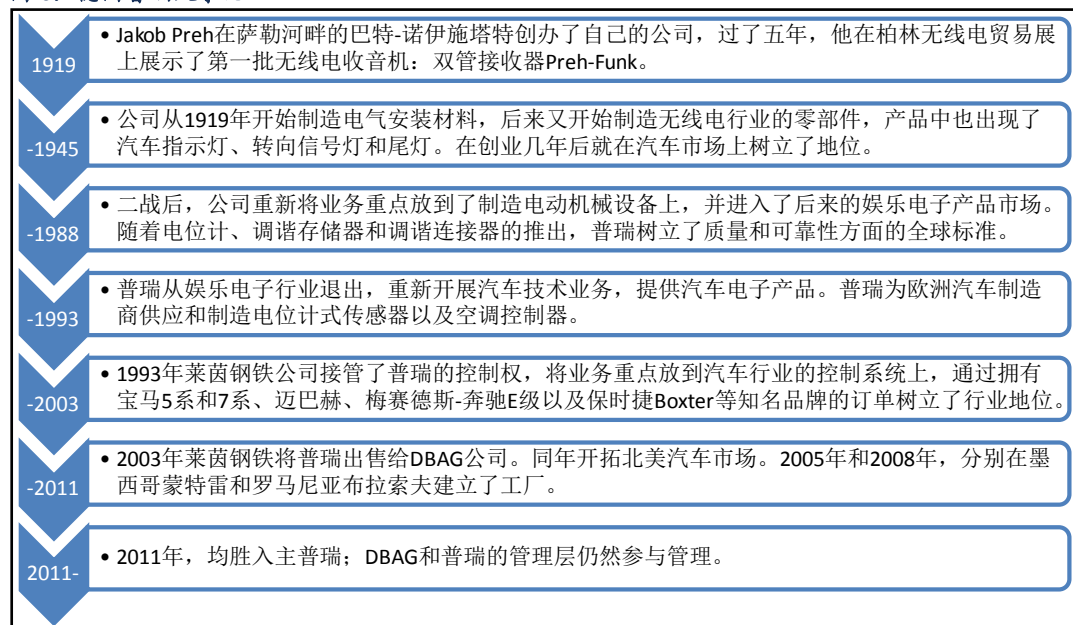 1919
• Jakob Preh在萨勒河畔的巴特-诺伊施塔特创办了自己的公司，过了五年，他在柏林无线电贸易展
上展示了第一批无线电收音机：双管接收器Preh-Funk。
-1945
• 公司从1919年开始制造电气安装材料，后来又开始制造无线电行业的零部件，产品中也出现了
汽车指示灯、转向信号灯和尾灯。在创业几年后就在汽车市场上树立了地位。
-1988
• 二战后，公司重新将业务重点放到了制造电动机械设备上，并进入了后来的娱乐电子产品市场。
随着电位计、调谐存储器和调谐连接器的推出，普瑞树立了质量和可靠性方面的全球标准。
-1993
• 普瑞从娱乐电子行业退出，重新开展汽车技术业务，提供汽车电子产品。普瑞为欧洲汽车制造
商供应和制造电位计式传感器以及空调控制器。
-2003
• 1993年莱茵钢铁公司接管了普瑞的控制权，将业务重点放到汽车行业的控制系统上，通过拥有
宝马5系和7系、迈巴赫、梅赛德斯-奔驰E级以及保时捷Boxter等知名品牌的订单树立了行业地位。
-2011
• 2003年莱茵钢铁将普瑞出售给DBAG公司。同年开拓北美汽车市场。2005年和2008年，分别在墨
西哥蒙特雷和罗马尼亚布拉索夫建立了工厂。
2011-
• 2011年，均胜入主普瑞；DBAG和普瑞的管理层仍然参与管理。